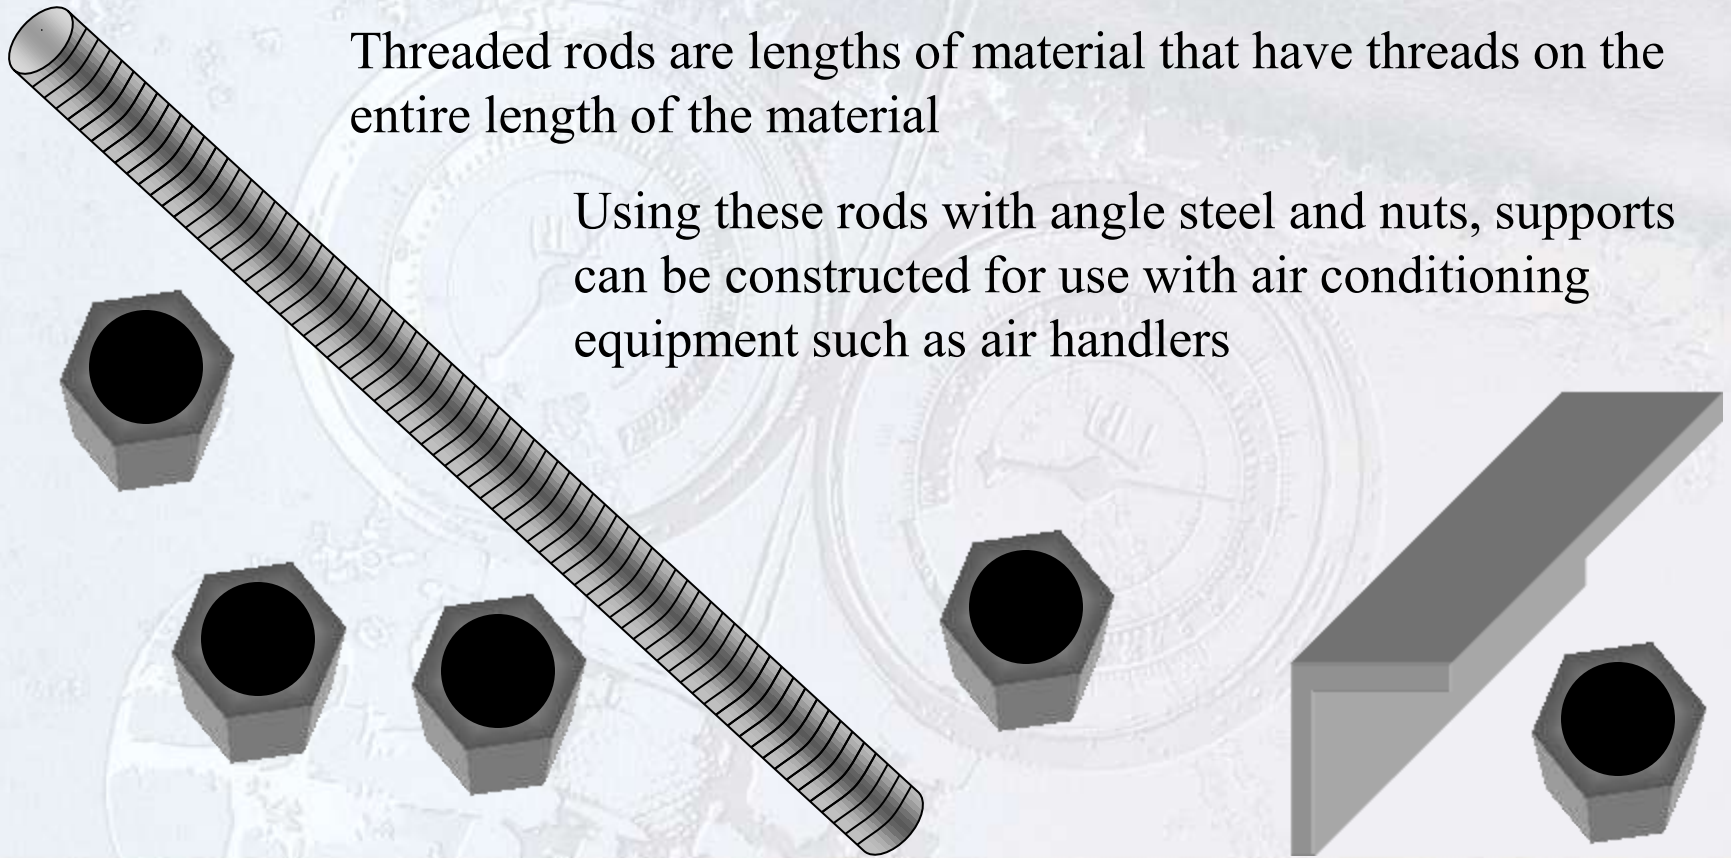 Threaded rods are lengths of material that have threads on the
entire length of the material
Using these rods with angle steel and nuts, supports
can be constructed for use with air conditioning
equipment such as air handlers